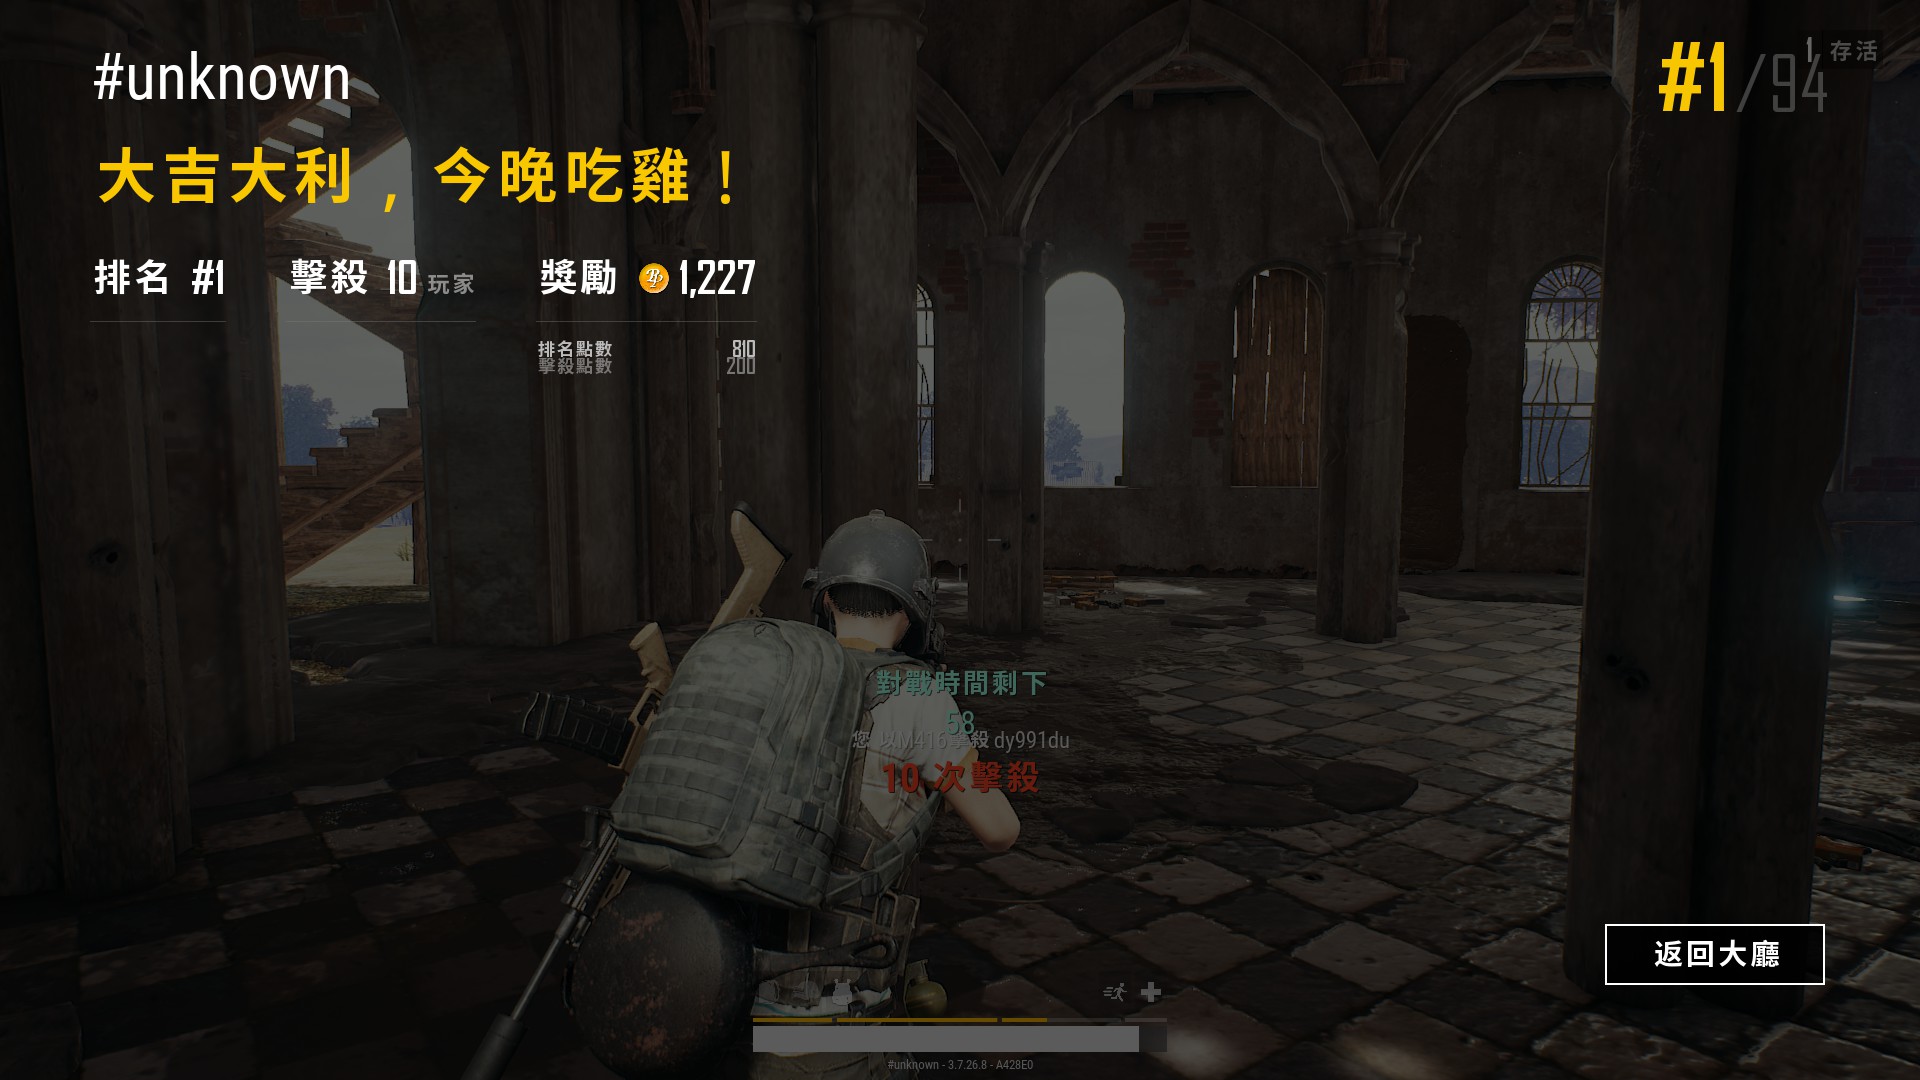 #unknown
#1/94
1 存活
大吉大利，今晚吃雞！
排名 #1 擊殺 10 玩家 獎勵 1,227
排名點數 810
擊殺點數 200
對戰時間剩下
58
您 以M416擊殺 dy991du
10 次擊殺
返回大廳
#unknown - 3.7.26.8 - A428E0